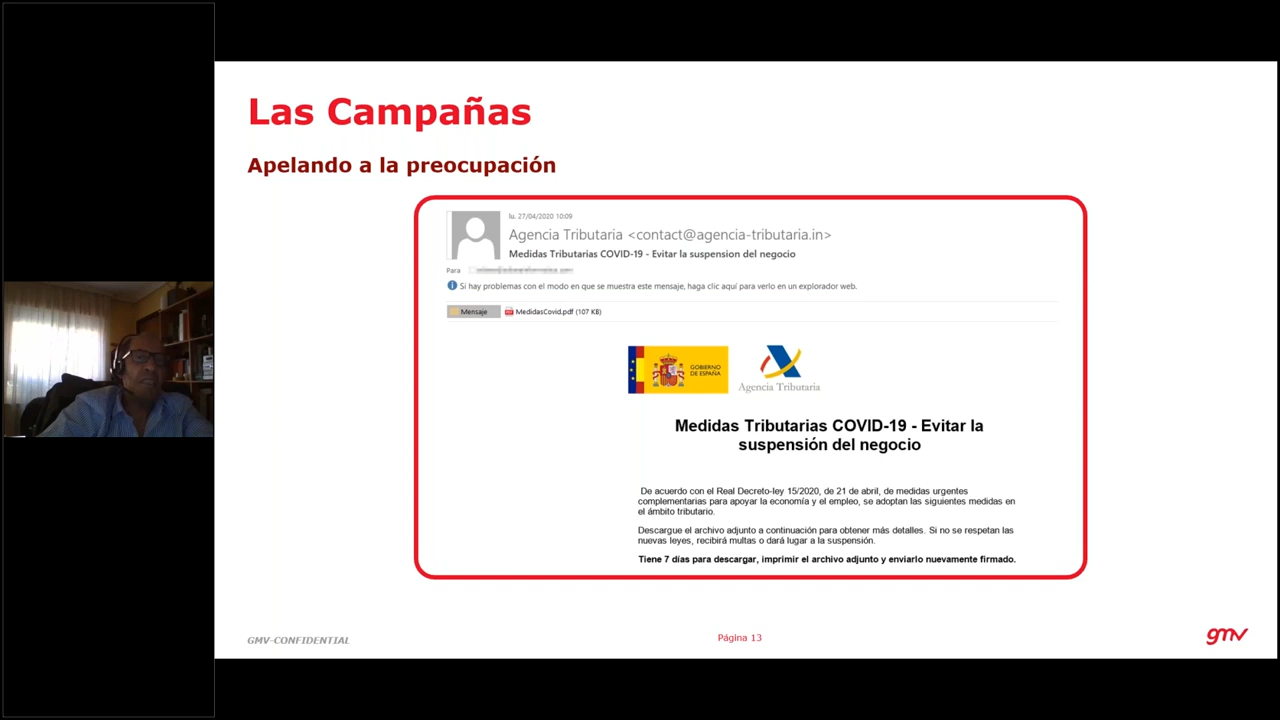 Las Campañas
Apelando a la preocupación
lu. 27/04/2020 10:09
Agencia Tributaria <contact@agencia-tributaria.in>
Medidas Tributarias COVID-19 - Evitar la suspension del negocio
Para
Si hay problemas con el modo en que se muestra este mensaje, haga clic aquí para verlo en un explorador web.
Mensaje
MedidasCovid.pdf (107 KB)
GOBIERNO
DE ESPAÑA
Agencia Tributaria
Medidas Tributarias COVID-19 - Evitar la
suspensión del negocio
De acuerdo con el Real Decreto-ley 15/2020, de 21 de abril, de medidas urgentes
complementarias para apoyar la economía y el empleo, se adoptan las siguientes medidas en
el ámbito tributario.
Descargue el archivo adjunto a continuación para obtener más detalles. Si no se respetan las
nuevas leyes, recibirá multas o dará lugar a la suspensión.
Tiene 7 días para descargar, imprimir el archivo adjunto y enviarlo nuevamente firmado.
GMV-CONFIDENTIAL
Página 13
gmv